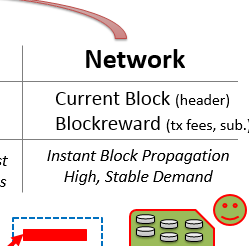 Network
Current Block (header)
Blockreward (tx fees, sub.)
Instant Block Propagation
High, Stable Demand